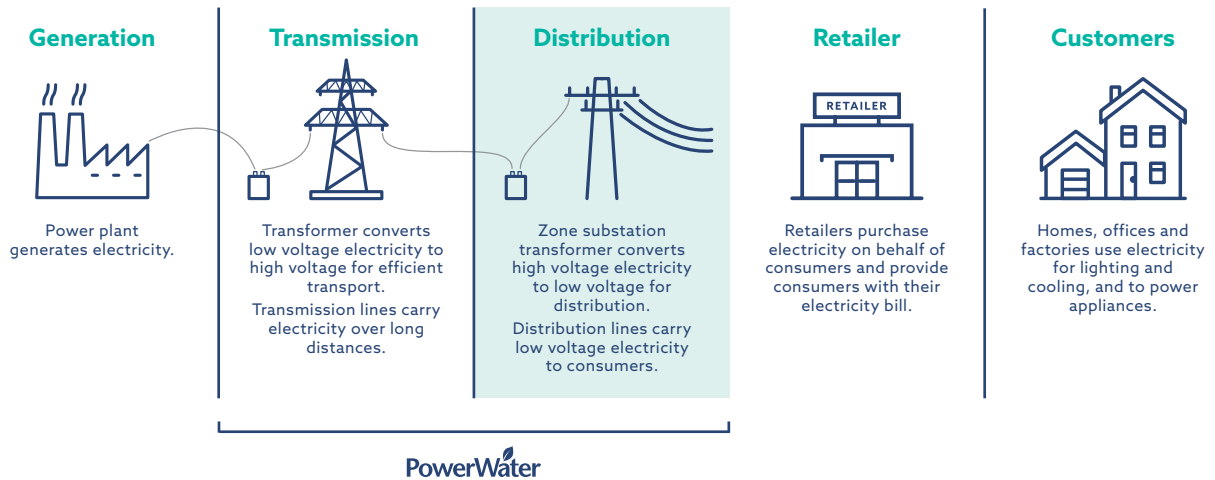 Generation
Power plant
generates electricity.
Transmission
Transformer converts
low voltage electricity to
high voltage for efficient
transport.
Transmission lines carry
electricity over long
distances.
Distribution
Zone substation
transformer converts
high voltage electricity
to low voltage for
distribution.
Distribution lines carry
low voltage electricity
to consumers.
Retailer
RETAILER
Retailers purchase
electricity on behalf of
consumers and provide
consumers with their
electricity bill.
Customers
Homes, offices and
factories use electricity
for lighting and
cooling, and to power
appliances.
PowerWater